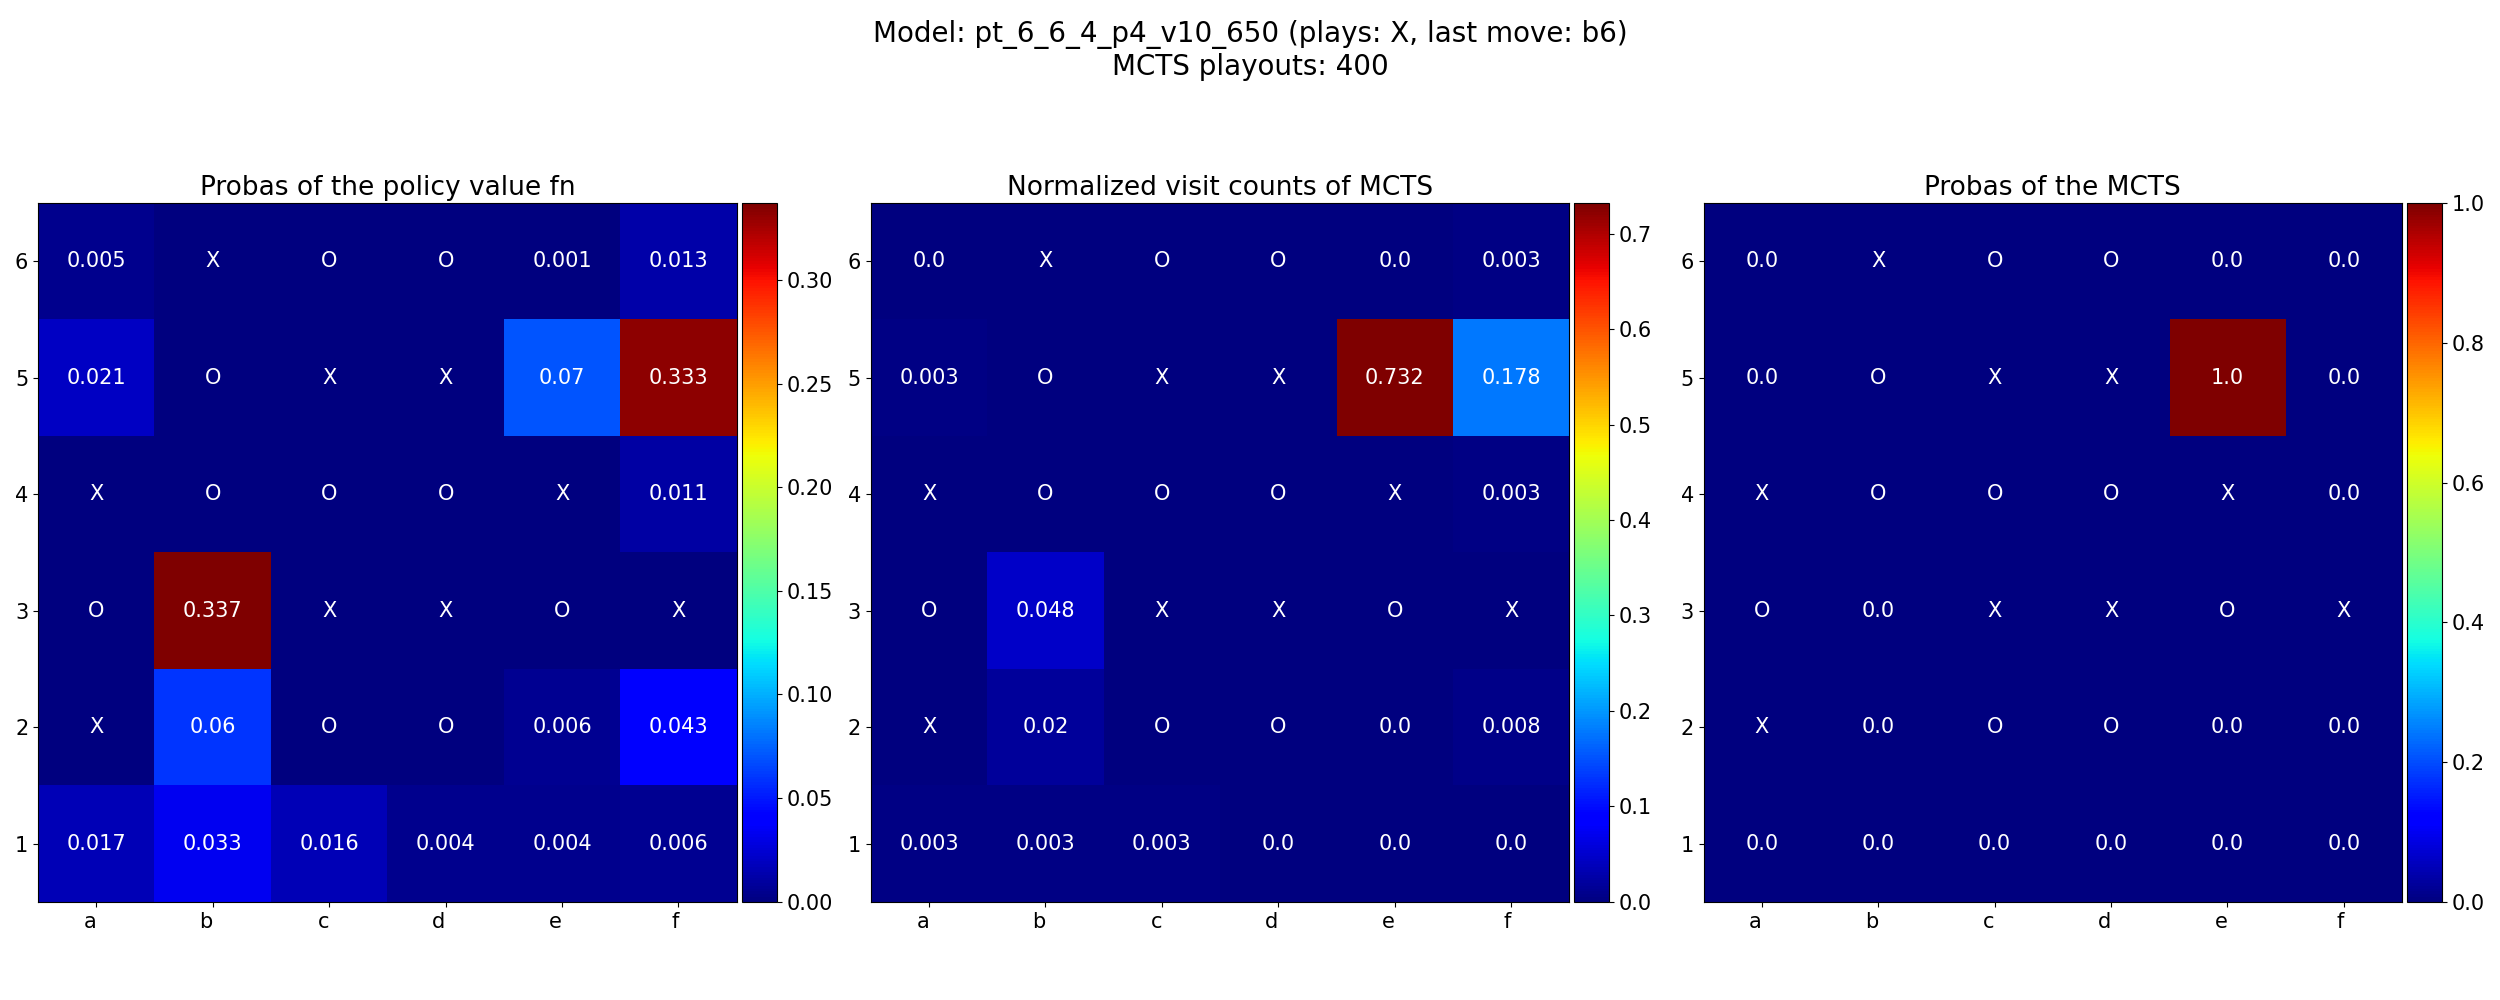 Model: pt_6_6_4_p4_v10_650 (plays: X, last move: b6)
MCTS playouts: 400
Probas of the policy value fn
6 0.005 X O O 0.001 0.013
5 0.021 O X X 0.07 0.333
4 X O O O X 0.011
3 O 0.337 X X O X
2 X 0.06 O O 0.006 0.043
1 0.017 0.033 0.016 0.004 0.004 0.006
a b c d e f
0.30
0.25
0.20
0.15
0.10
0.05
0.00
Normalized visit counts of MCTS
6 0.0 X O O 0.0 0.003
5 0.003 O X X 0.732 0.178
4 X O O O X 0.003
3 O 0.048 X X O X
2 X 0.02 O O 0.0 0.008
1 0.003 0.003 0.003 0.0 0.0 0.0
a b c d e f
0.7
0.6
0.5
0.4
0.3
0.2
0.1
0.0
Probas of the MCTS
6 0.0 X O O 0.0 0.0
5 0.0 O X X 1.0 0.0
4 X O O O X 0.0
3 O 0.0 X X O X
2 X 0.0 O O 0.0 0.0
1 0.0 0.0 0.0 0.0 0.0 0.0
a b c d e f
1.0
0.8
0.6
0.4
0.2
0.0